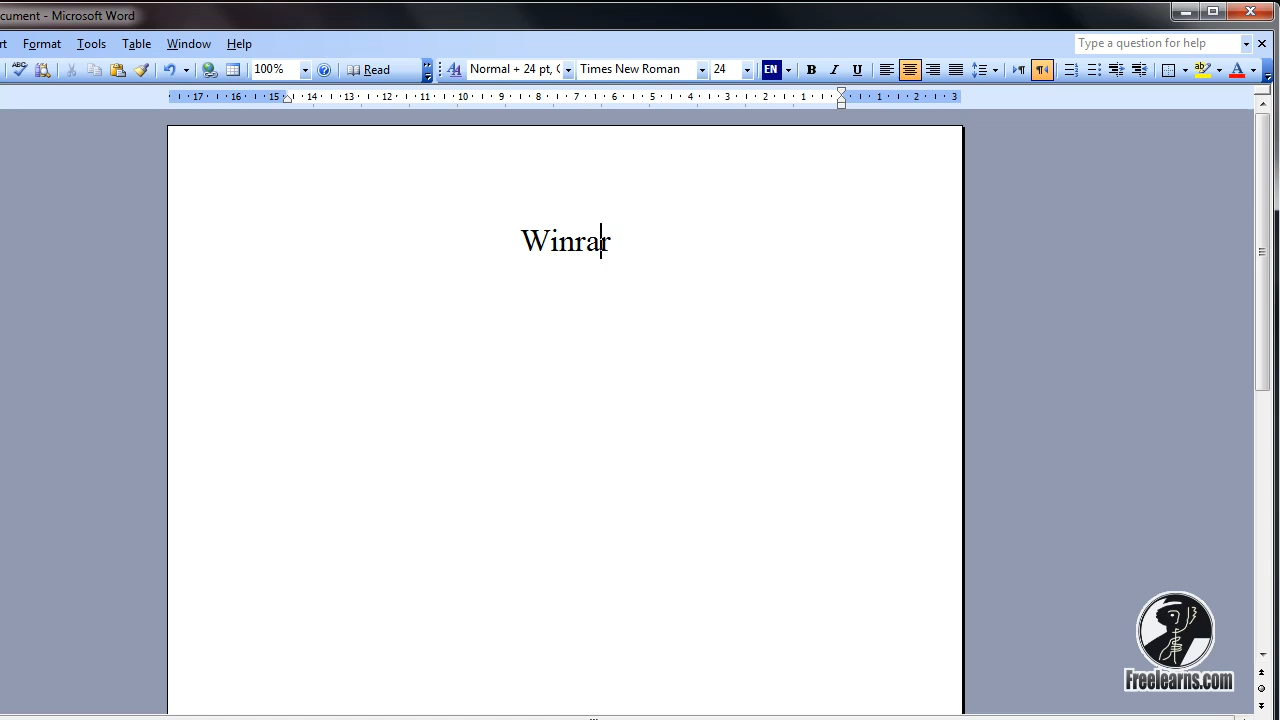 cument - Microsoft Word
rt Format Tools Table Window Help Type a question for help
100% Read Normor + 24 pt, ( Times New Roman 24 EN B I U
17 16 15 14 13 12 11 10 9 8 7 6 5 4 3 2 1 1 2 3
Winrar
Freelearns.com